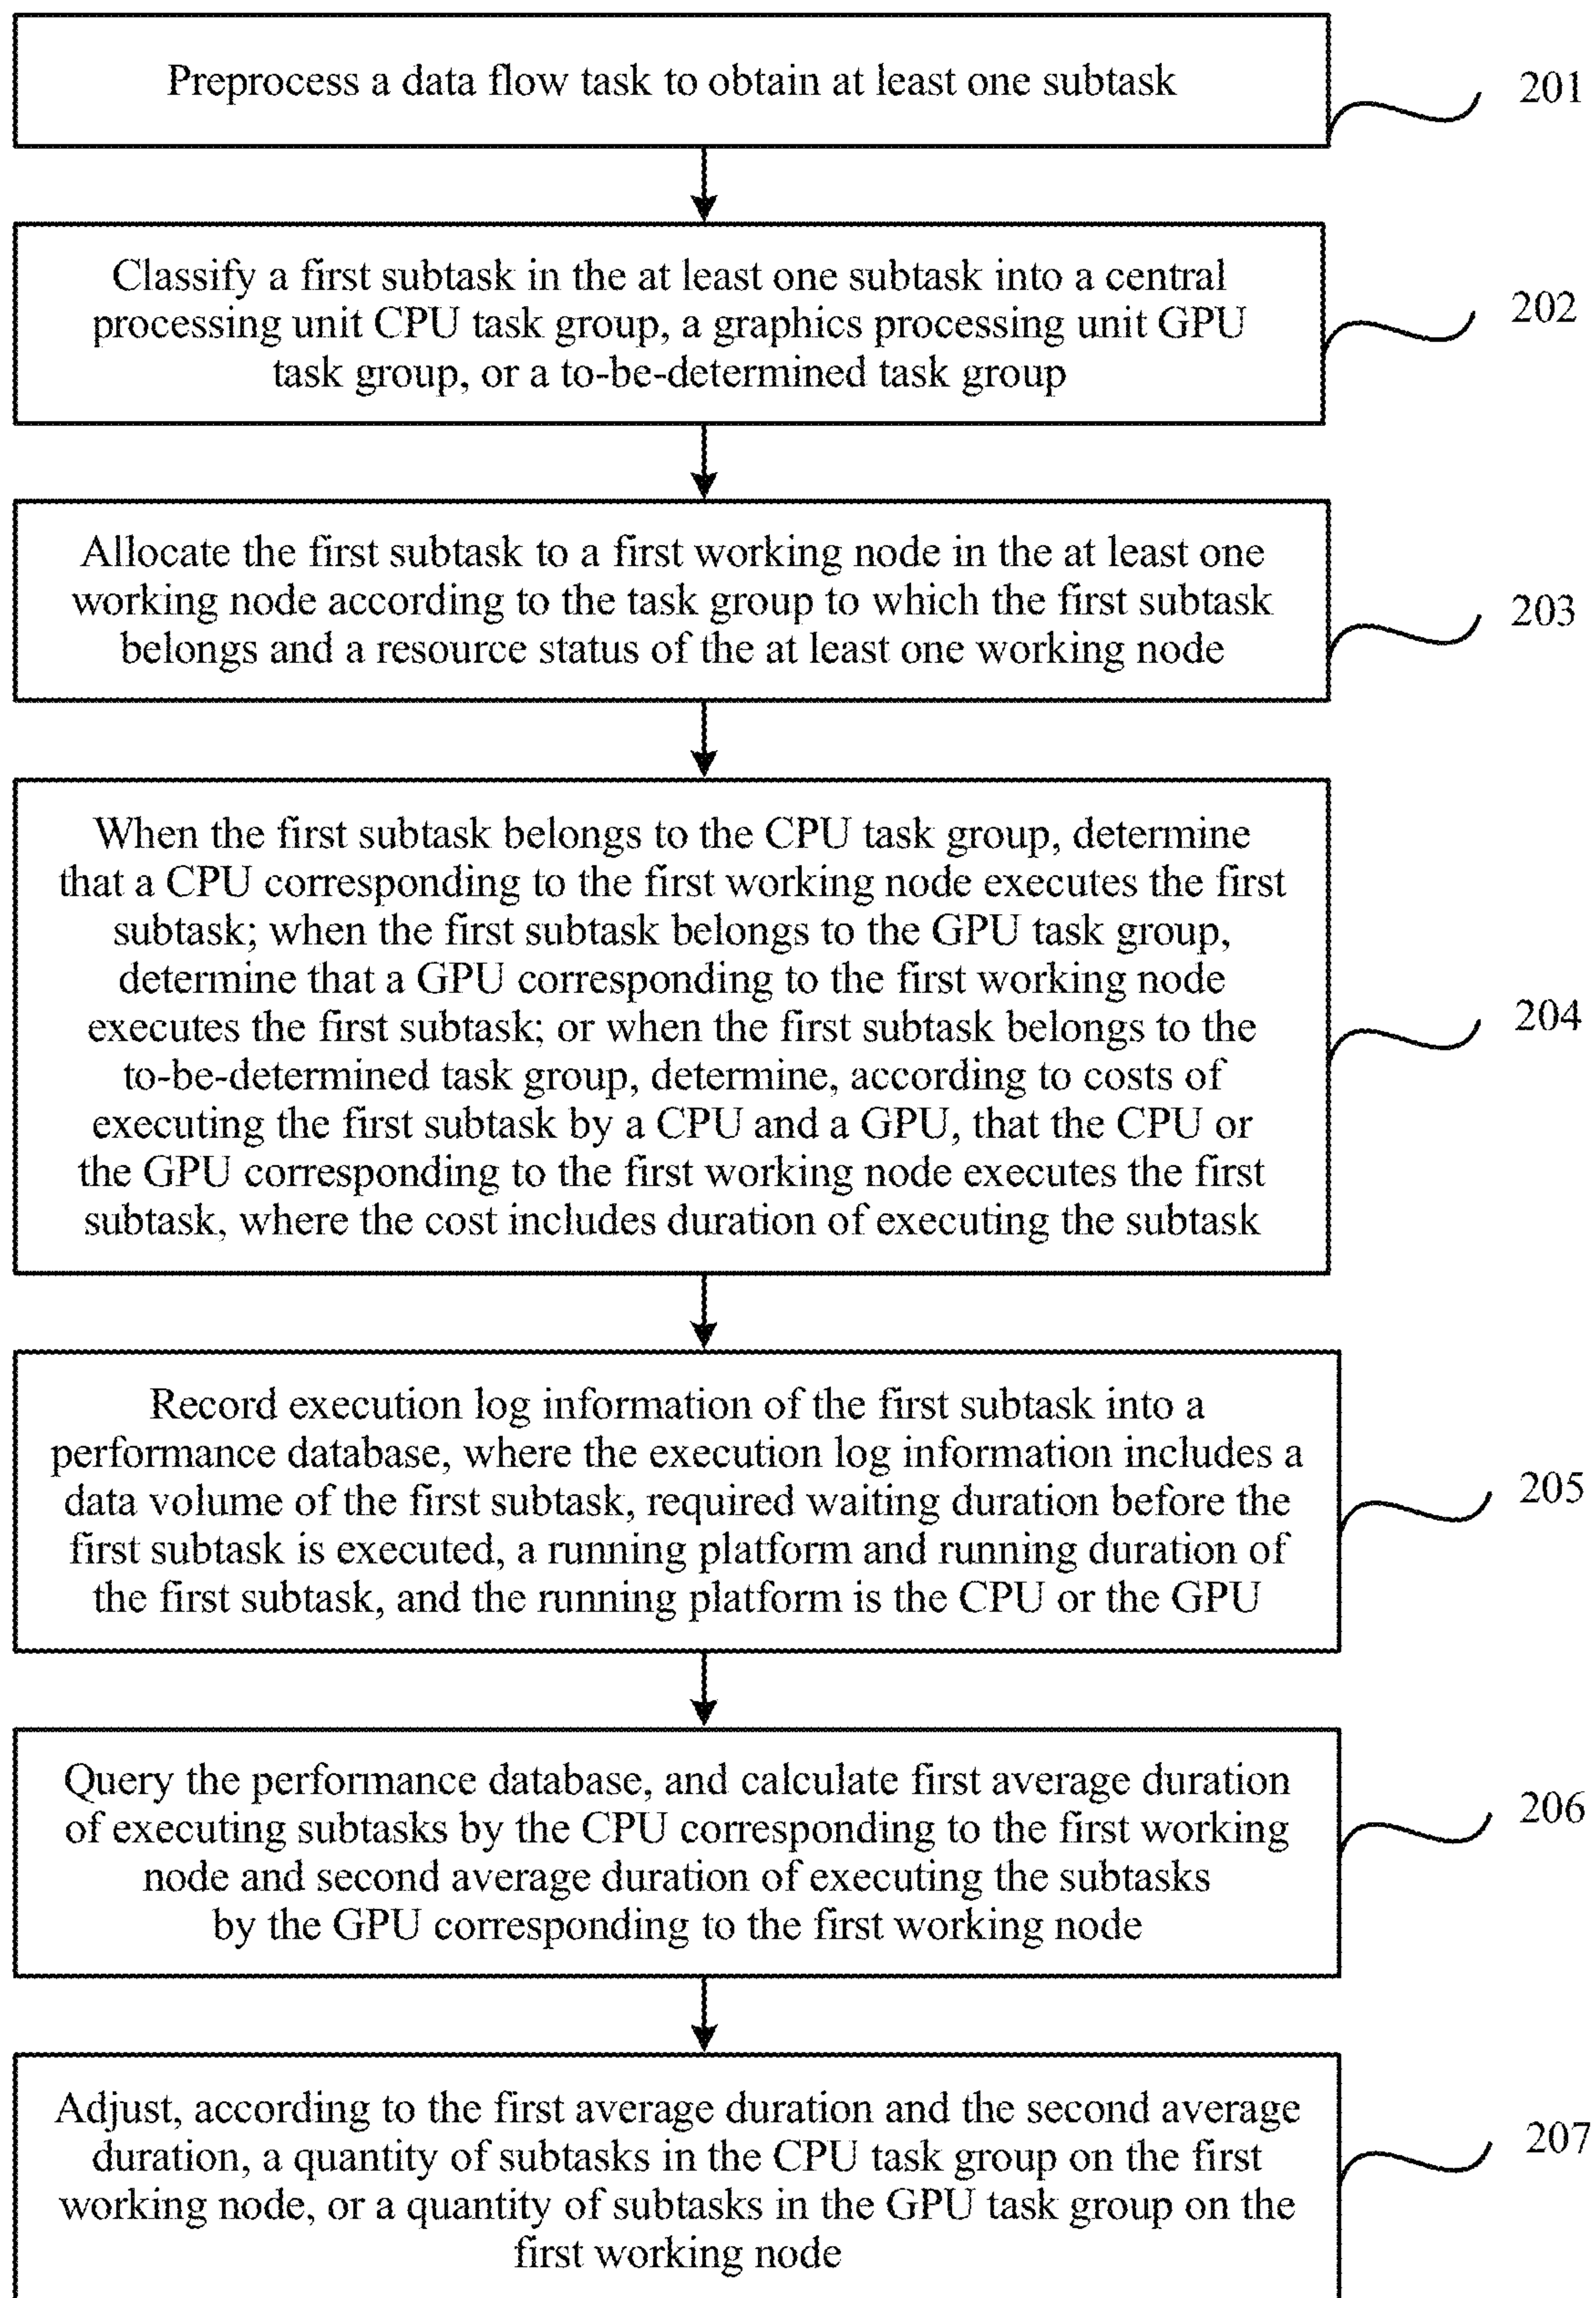 Preprocess a data flow task to obtain at least one subtask
201
Classify a first subtask in the at least one subtask into a central
processing unit CPU task group, a graphics processing unit GPU
task group, or a to-be-determined task group
202
Allocate the first subtask to a first working node in the at least one
working node according to the task group to which the first subtask
belongs and a resource status of the at least one working node
203
When the first subtask belongs to the CPU task group, determine
that a CPU corresponding to the first working node executes the first
subtask; when the first subtask belongs to the GPU task group,
determine that a GPU corresponding to the first working node
executes the first subtask; or when the first subtask belongs to the
to-be-determined task group, determine, according to costs of
executing the first subtask by a CPU and a GPU, that the CPU or
the GPU corresponding to the first working node executes the first
subtask, where the cost includes duration of executing the subtask
204
Record execution log information of the first subtask into a
performance database, where the execution log information includes a
data volume of the first subtask, required waiting duration before the
first subtask is executed, a running platform and running duration of
the first subtask, and the running platform is the CPU or the GPU
205
Query the performance database, and calculate first average duration
of executing subtasks by the CPU corresponding to the first working
node and second average duration of executing the subtasks
by the GPU corresponding to the first working node
206
Adjust, according to the first average duration and the second average
duration, a quantity of subtasks in the CPU task group on the first
working node, or a quantity of subtasks in the GPU task group on the
first working node
207